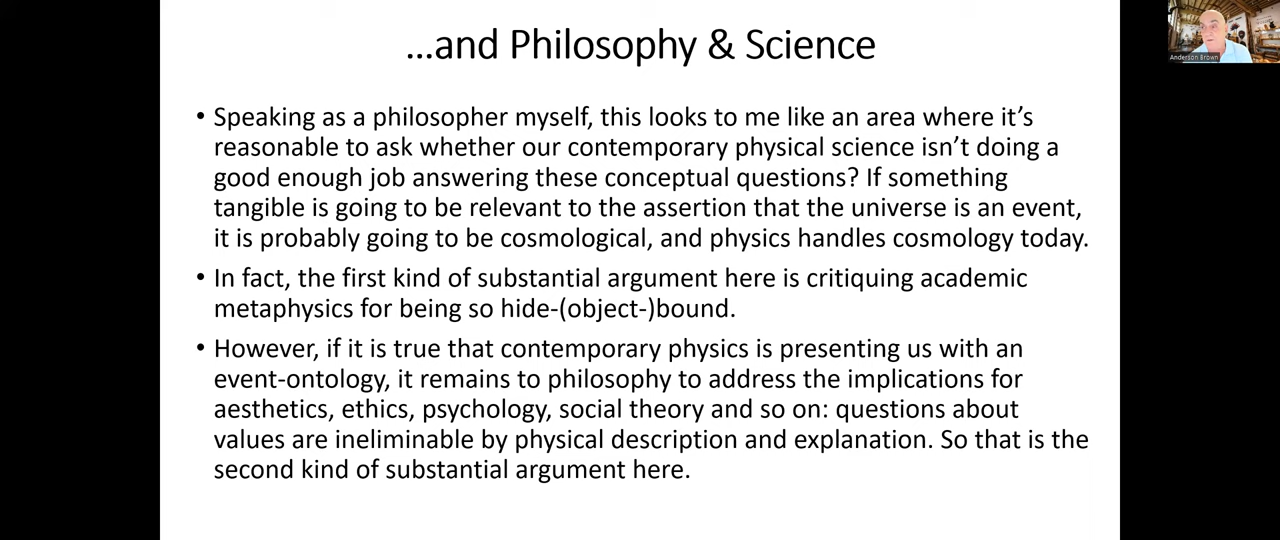 …and Philosophy & Science
• Speaking as a philosopher myself, this looks to me like an area where it’s
reasonable to ask whether our contemporary physical science isn’t doing a
good enough job answering these conceptual questions? If something
tangible is going to be relevant to the assertion that the universe is an event,
it is probably going to be cosmological, and physics handles cosmology today.
• In fact, the first kind of substantial argument here is critiquing academic
metaphysics for being so hide-(object-)bound.
• However, if it is true that contemporary physics is presenting us with an
event-ontology, it remains to philosophy to address the implications for
aesthetics, ethics, psychology, social theory and so on: questions about
values are ineliminable by physical description and explanation. So that is the
second kind of substantial argument here.
Anderson Brown